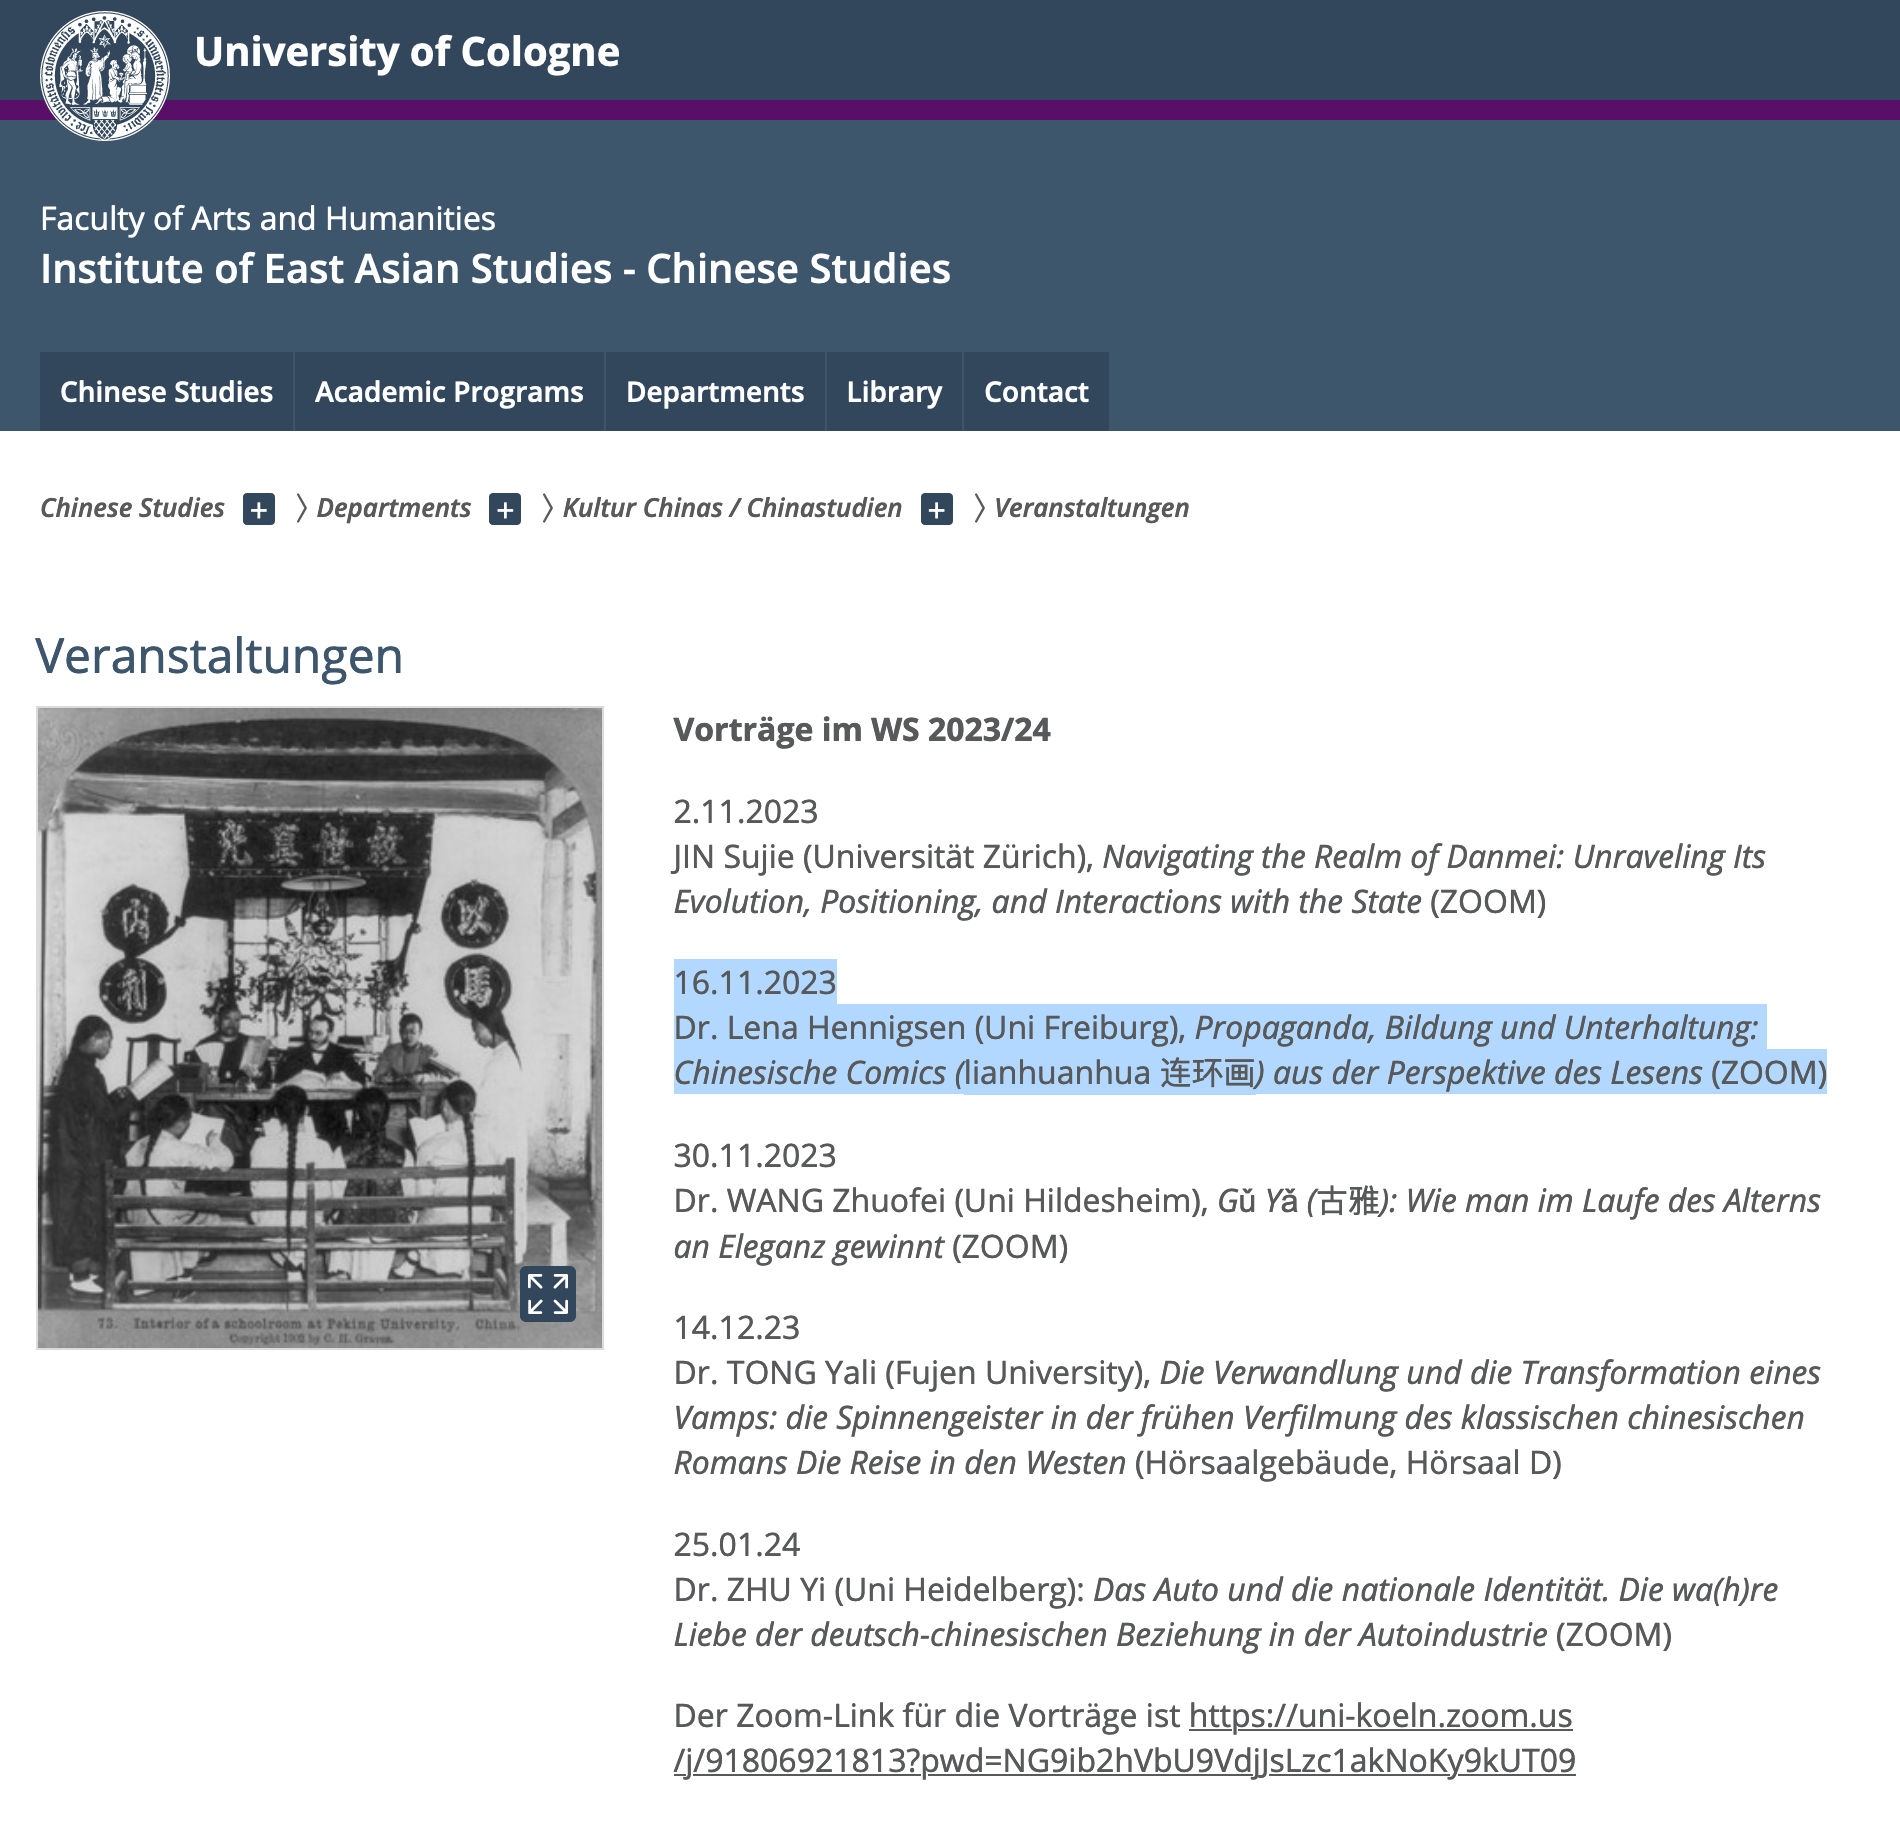 University of Cologne
Faculty of Arts and Humanities
Institute of East Asian Studies - Chinese Studies
Chinese Studies Academic Programs Departments Library Contact
Chinese Studies + 〉Departments + 〉Kultur Chinas / Chinastudien + 〉Veranstaltungen
Veranstaltungen
73. Interior of a schoolroom at Peking University, China.
Copyright 1902 by C. H. Graves.
Vorträge im WS 2023/24
2.11.2023
JIN Sujie (Universität Zürich), Navigating the Realm of Danmei: Unraveling Its
Evolution, Positioning, and Interactions with the State (ZOOM)
16.11.2023
Dr. Lena Hennigsen (Uni Freiburg), Propaganda, Bildung und Unterhaltung:
Chinesische Comics (lianhuanhua 连环画) aus der Perspektive des Lesens (ZOOM)
30.11.2023
Dr. WANG Zhuofei (Uni Hildesheim), Gǔ Yǎ (古雅): Wie man im Laufe des Alterns
an Eleganz gewinnt (ZOOM)
14.12.23
Dr. TONG Yali (Fujen University), Die Verwandlung und die Transformation eines
Vamps: die Spinnengeister in der frühen Verfilmung des klassischen chinesischen
Romans Die Reise in den Westen (Hörsaalgebäude, Hörsaal D)
25.01.24
Dr. ZHU Yi (Uni Heidelberg): Das Auto und die nationale Identität. Die wa(h)re
Liebe der deutsch-chinesischen Beziehung in der Autoindustrie (ZOOM)
Der Zoom-Link für die Vorträge ist https://uni-koeln.zoom.us
/j/91806921813?pwd=NG9ib2hVbU9VdjJsLzc1akNoKy9kUT09